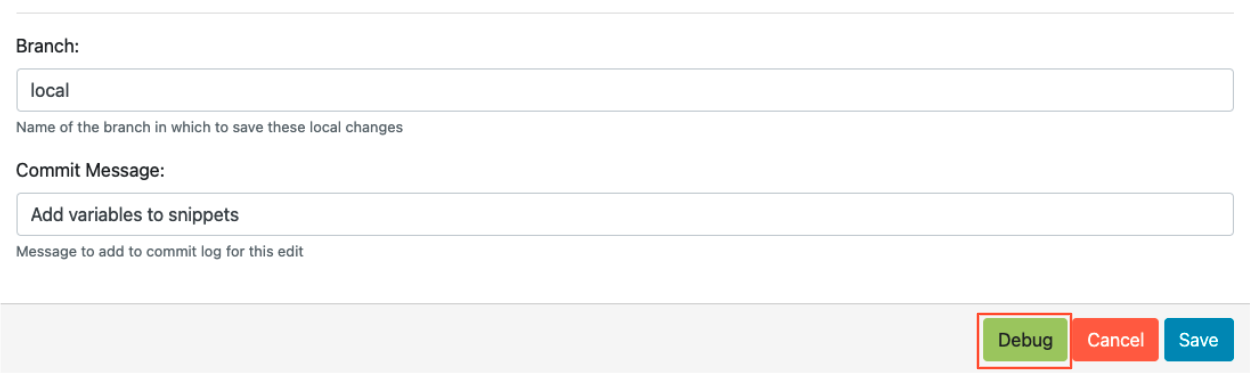 Branch:
local
Name of the branch in which to save these local changes
Commit Message:
Add variables to snippets
Message to add to commit log for this edit
Debug Cancel Save